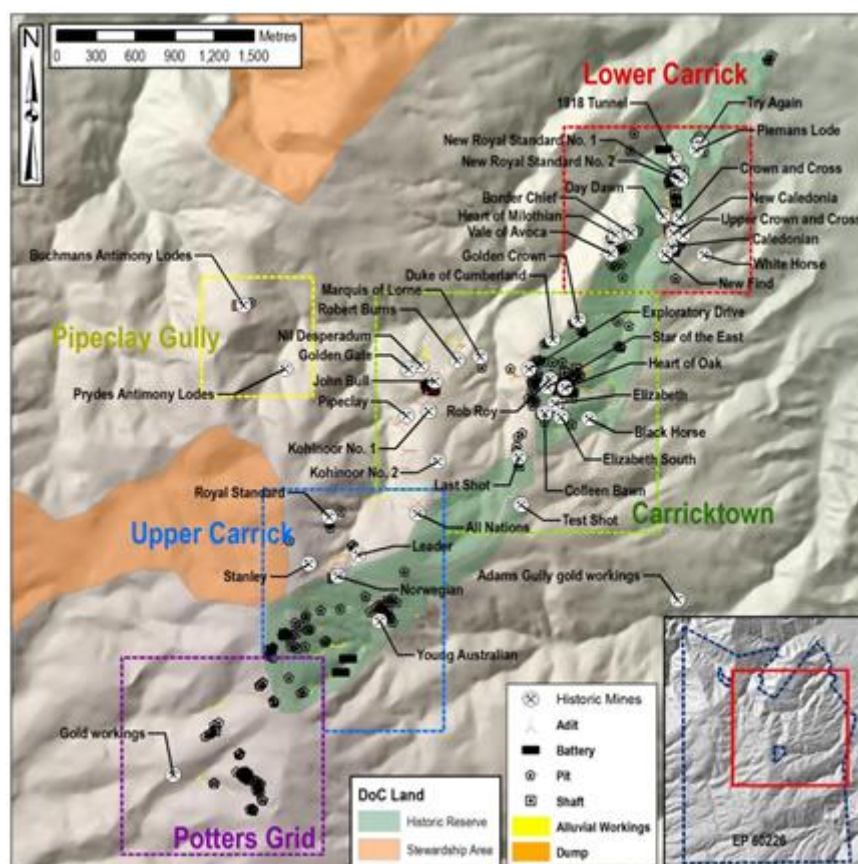 N
Metres
0 300 600 900 1,200 1,500
Lower Carrick
1818 Tunnel
Try Again
Piemans Lode
New Royal Standard No. 1
New Royal Standard No. 2
Crown and Cross
Day Dawn
Border Chief
New Caledonia
Heart of Milothian
Upper Crown and Cross
Vale of Avoca
Caledonian
Golden Crown
White Horse
Buchmans Antimony Lodes
Duke of Cumberland
New Find
Marquis of Lorne
Robert Burns
Exploratory Drive
Pipeclay Gully
Nil Desperadum
Star of the East
Golden Gate
Heart of Oak
John Bull
Prydes Antimony Lodes
Elizabeth
Pipeclay
Rob Roy
Black Horse
Kohinoor No. 1
Elizabeth South
Kohinoor No. 2
Last Shot
Colleen Bawn
Royal Standard
Carricktown
All Nations
Test Shot
Upper Carrick
Leader
Stanley
Norwegian
Adams Gully gold workings
Young Australian
Gold workings
Potters Grid
DoC Land
Historic Reserve
Stewardship Area
Historic Mines
Adit
Battery
Pit
Shaft
Alluvial Workings
Dump
EP 60226